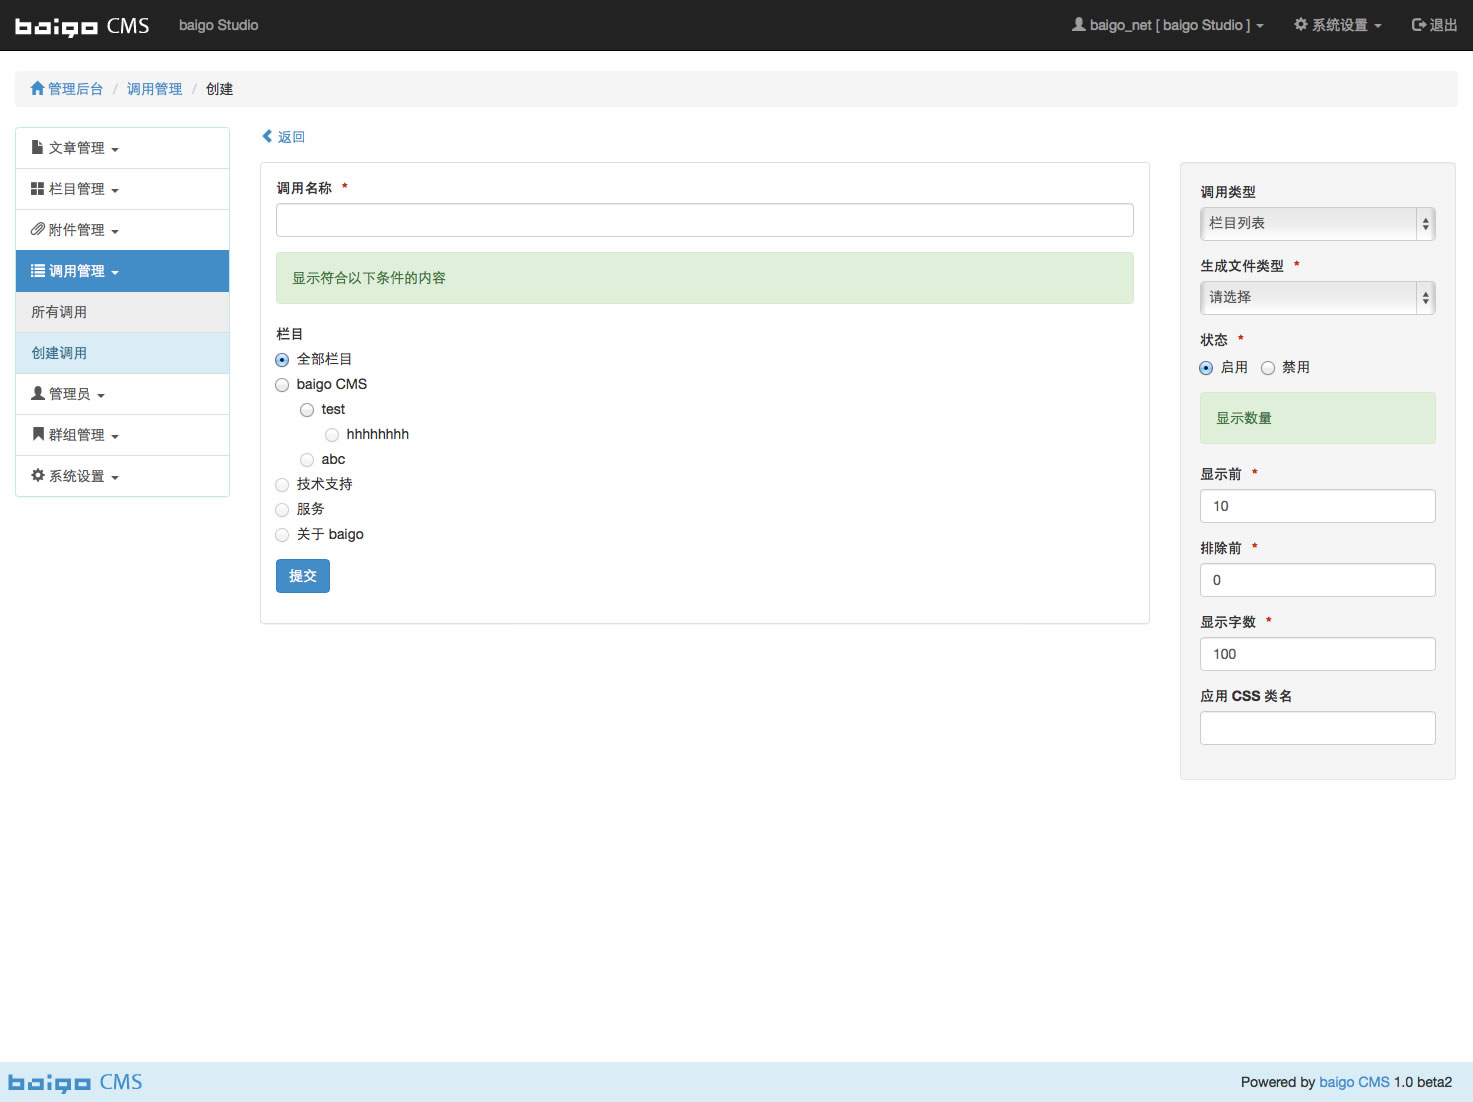 baigo CMS baigo Studio baigo_net [ baigo Studio ] 系统设置 退出
管理后台 / 调用管理 / 创建
文章管理
栏目管理
附件管理
调用管理
所有调用
创建调用
管理员
群组管理
系统设置
返回
调用名称 *
显示符合以下条件的内容
栏目
全部栏目
baigo CMS
test
hhhhhhhh
abc
技术支持
服务
关于 baigo
提交
调用类型
栏目列表
生成文件类型 *
请选择
状态 *
启用 禁用
显示数量
显示前 *
10
排除前 *
0
显示字数 *
100
应用 CSS 类名
baigo CMS Powered by baigo CMS 1.0 beta2